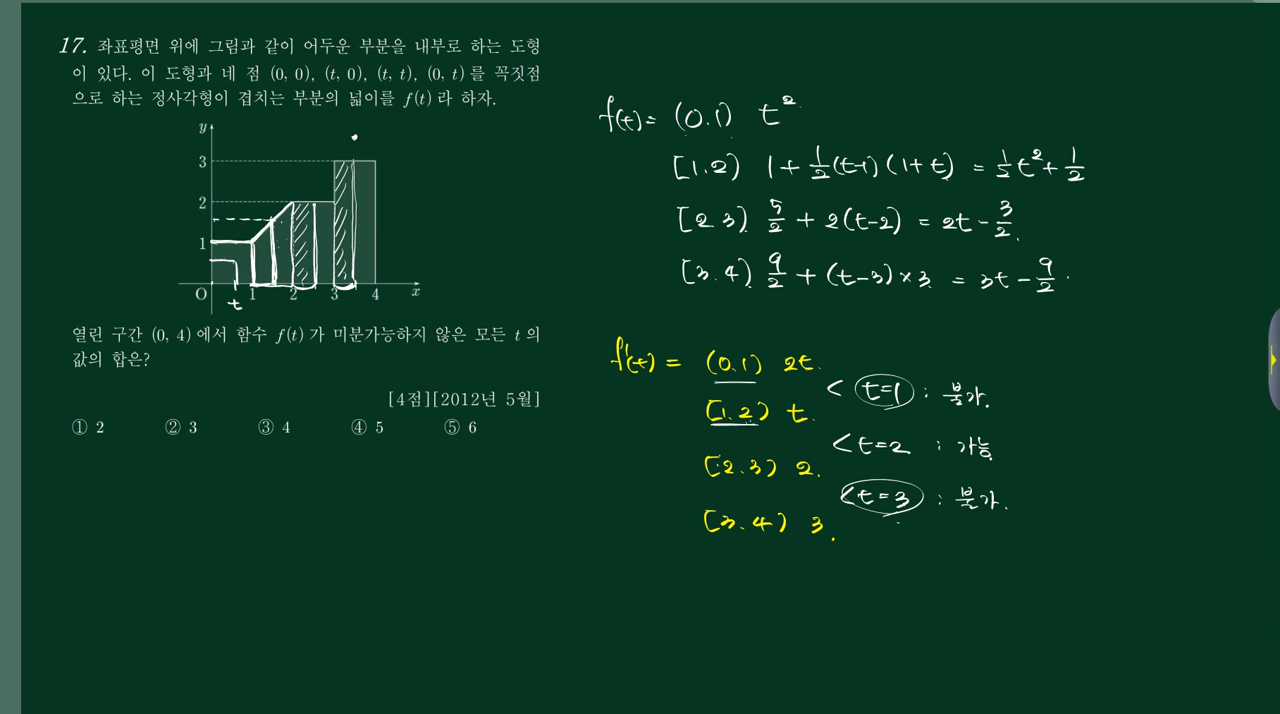 17. 좌표평면 위에 그림과 같이 어두운 부분을 내부로 하는 도형
이 있다. 이 도형과 네 점 (0, 0), (t, 0), (t, t), (0, t)를 꼭짓점
으로 하는 정사각형이 겹치는 부분의 넓이를 f(t)라 하자.
y
3
2
1
O t 1 2 3 4 x
열린 구간 (0, 4)에서 함수 f(t)가 미분가능하지 않은 모든 t의
값의 합은?
[4점][2012년 5월]
① 2 ② 3 ③ 4 ④ 5 ⑤ 6
f(t) = (0.1) t²
[1.2) 1 + ½(t-1)(1+t) = ½t² + ½
[2.3) 5/2 + 2(t-2) = 2t - 3/2.
[3.4) 9/2 + (t-3)×3 = 3t - 9/2.
f'(t) = (0.1) 2t.
[1.2) t.
[2.3) 2.
[3.4) 3.
< t=1 : 불가.
< t=2 : 가능
< t=3 : 불가.